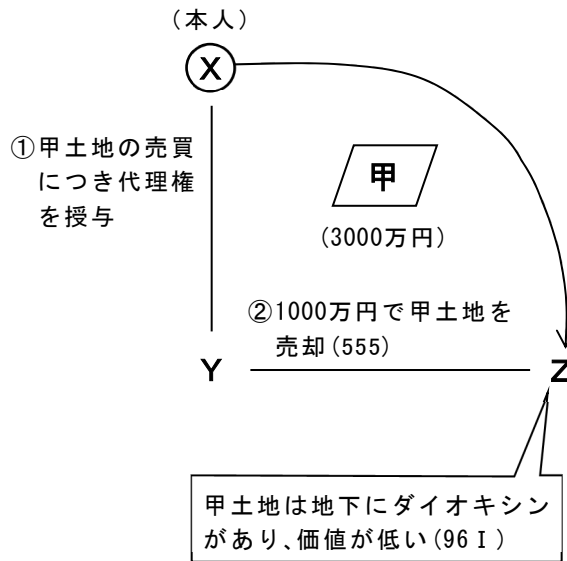 (本人)
X
①甲土地の売買
につき代理権
を授与
甲
(3000万円)
②1000万円で甲土地を
売却(555)
Y
Z
甲土地は地下にダイオキシン
があり、価値が低い(96Ⅰ)